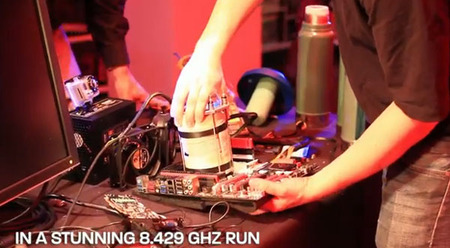 IN A STUNNING 8.429 GHZ RUN